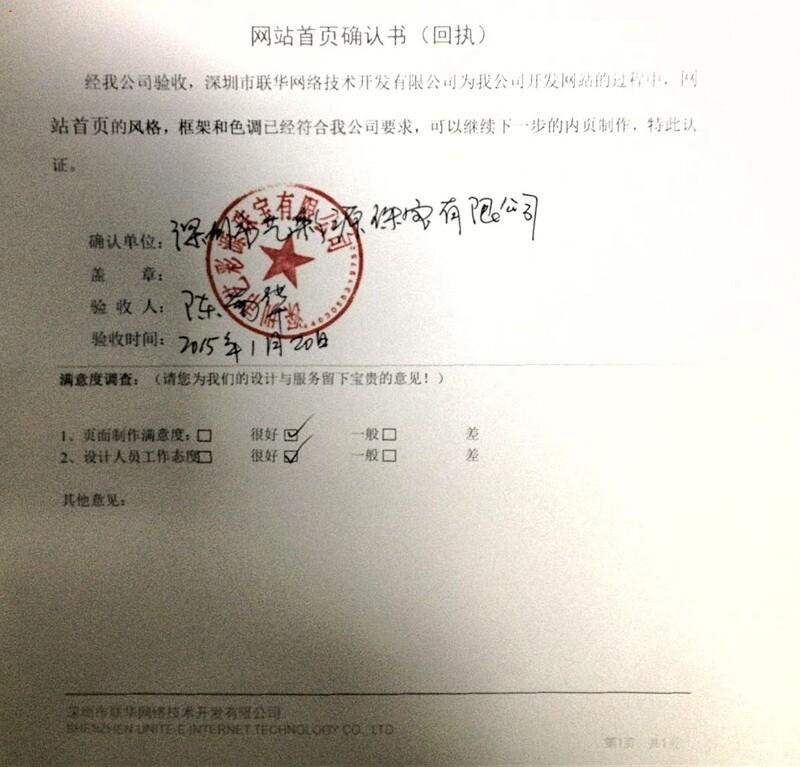 网站首页确认书（回执）
经我公司验收，深圳市联华网络技术开发有限公司为我公司开发网站的过程中，网
站首页的风格，框架和色调已经符合我公司要求，可以继续下一步的内页制作，特此认
证。
确认单位：深圳市艺彩源珠宝有限公司
盖 章：
验 收 人：陈
验收时间：2015年1月20日
满意度调查：（请您为我们的设计与服务留下宝贵的意见！）
1、页面制作满意度：□ 很好 ☑ 一般 □ 差
2、设计人员工作态度□ 很好 ☑ 一般 □ 差
其他意见：
深圳市联华网络技术开发有限公司
SHENZHEN UNITE-E INTERNET TECHNOLOGY CO., LTD
第1页 共1页